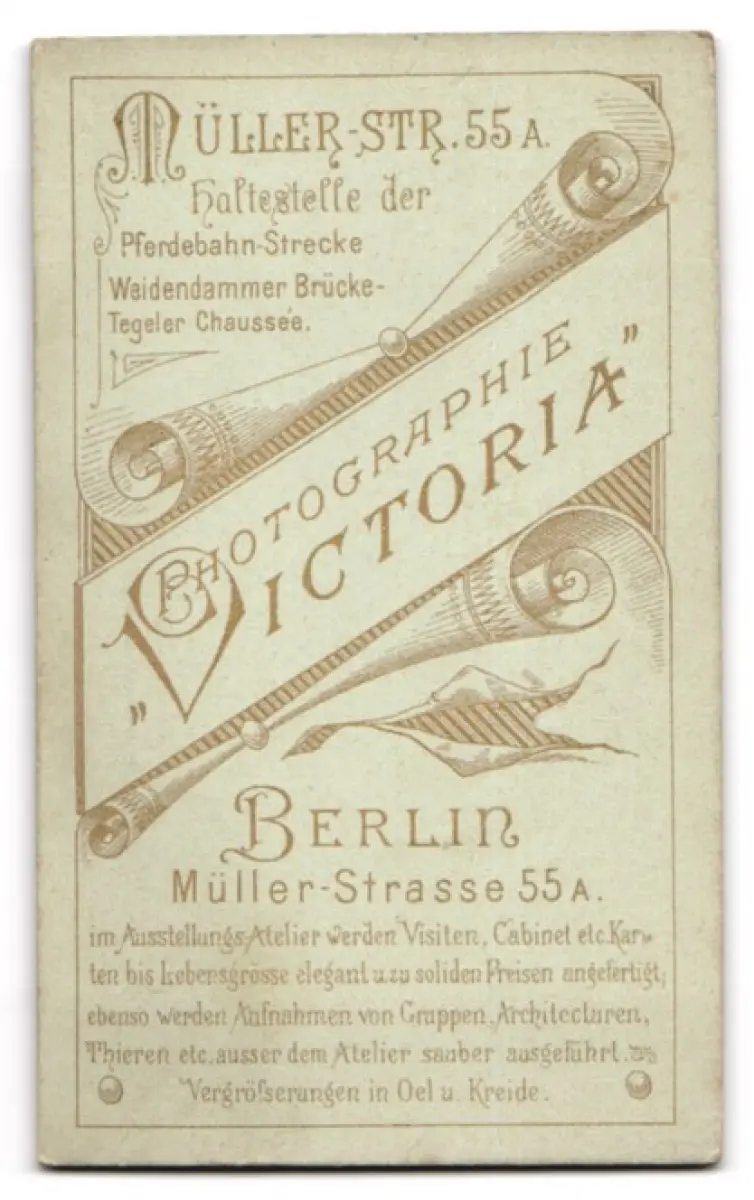 MÜLLER-STR. 55 A.
Haltestelle der
Pferdebahn-Strecke
Weidendammer Brücke-
Tegeler Chaussée.
PHOTOGRAPHIE
„VICTORIA”
BERLIN
Müller-Strasse 55 A.
im Ausstellungs-Atelier werden Visiten, Cabinet etc. Kar-
ten bis Lebensgrösse elegant u. zu soliden Preisen angefertigt,
ebenso werden Aufnahmen von Gruppen, Architecturen,
Thieren etc. ausser dem Atelier sauber ausgeführt.
Vergröſserungen in Oel u. Kreide.